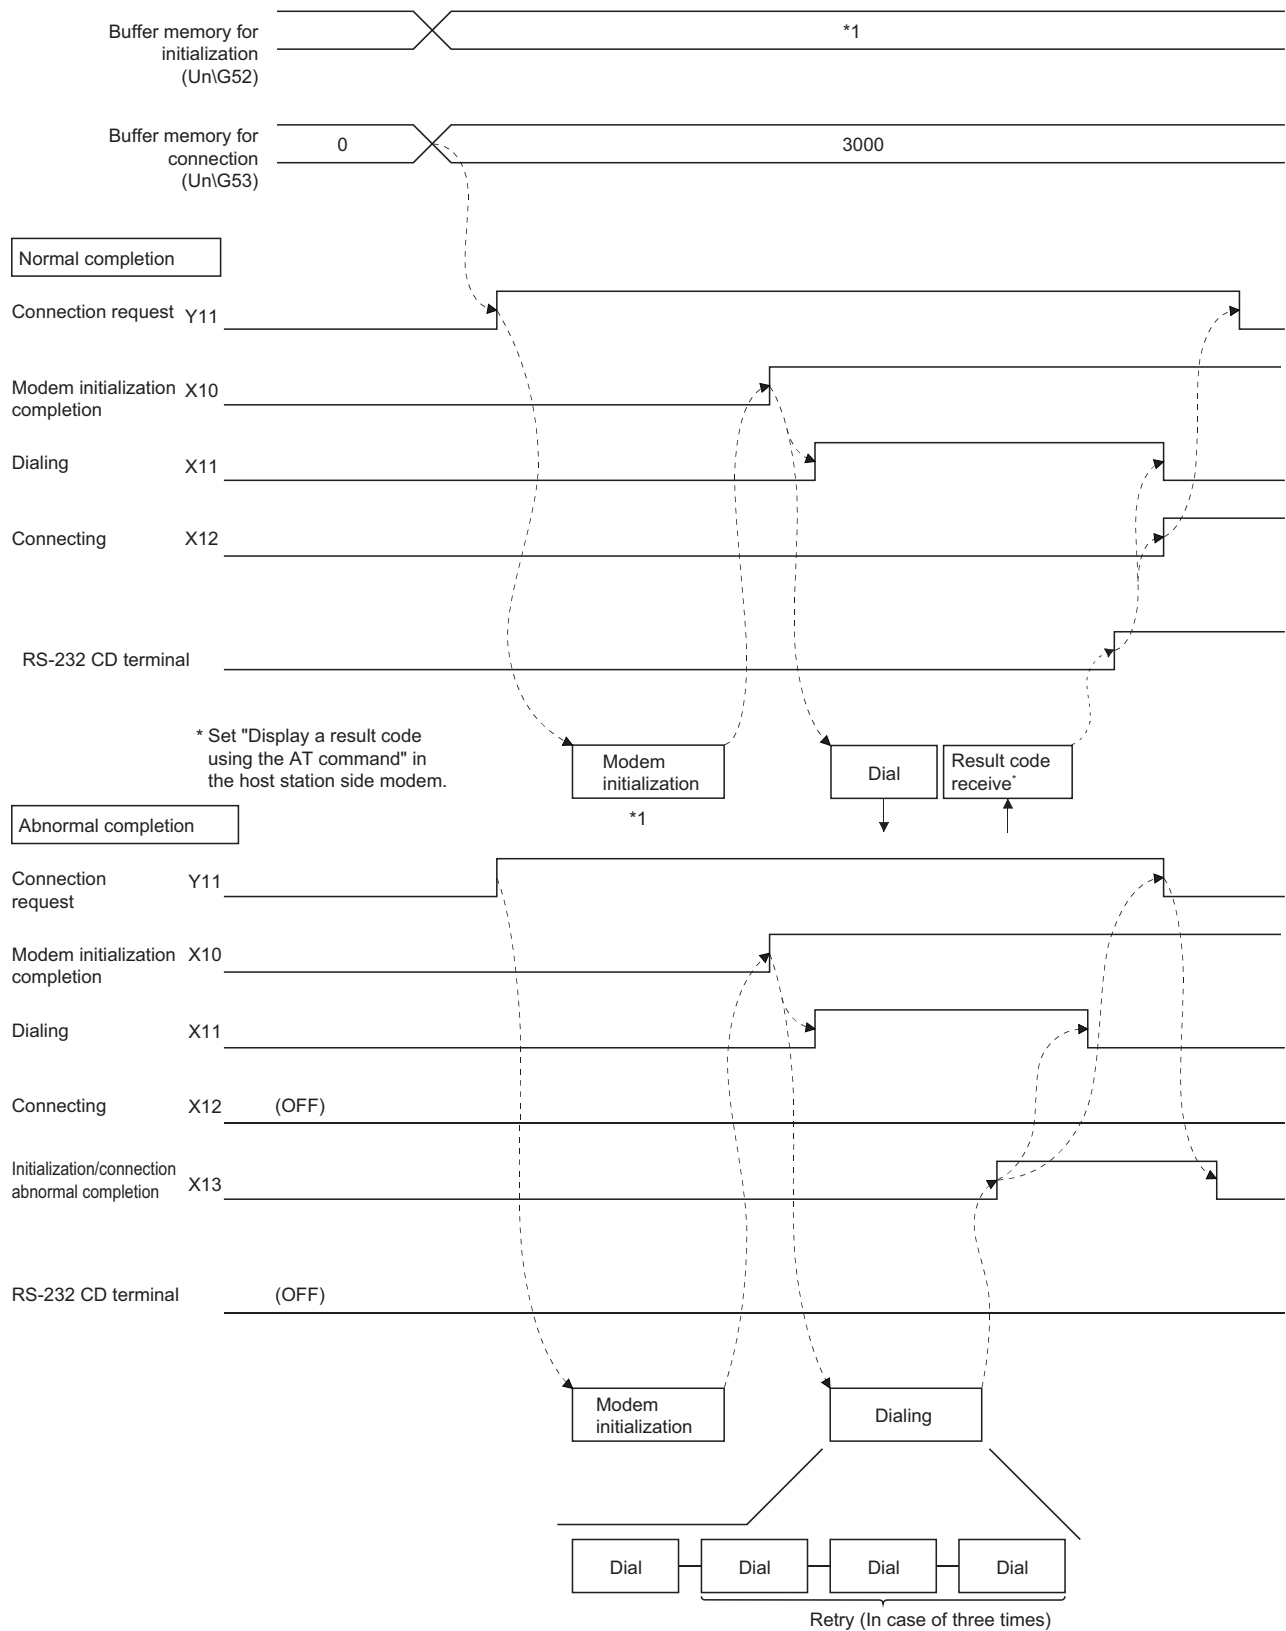 Buffer memory for
initialization
(Un\G52)
*1
Buffer memory for
connection
(Un\G53)
0
3000
Normal completion
Connection request Y11
Modem initialization X10
completion
Dialing X11
Connecting X12
RS-232 CD terminal
* Set "Display a result code
using the AT command" in
the host station side modem.
Modem
initialization
*1
Dial
Result code
receive*
Abnormal completion
Connection
request
Y11
Modem initialization X10
completion
Dialing X11
Connecting X12 (OFF)
Initialization/connection
abnormal completion X13
RS-232 CD terminal (OFF)
Modem
initialization
Dialing
Dial Dial Dial Dial
Retry (In case of three times)